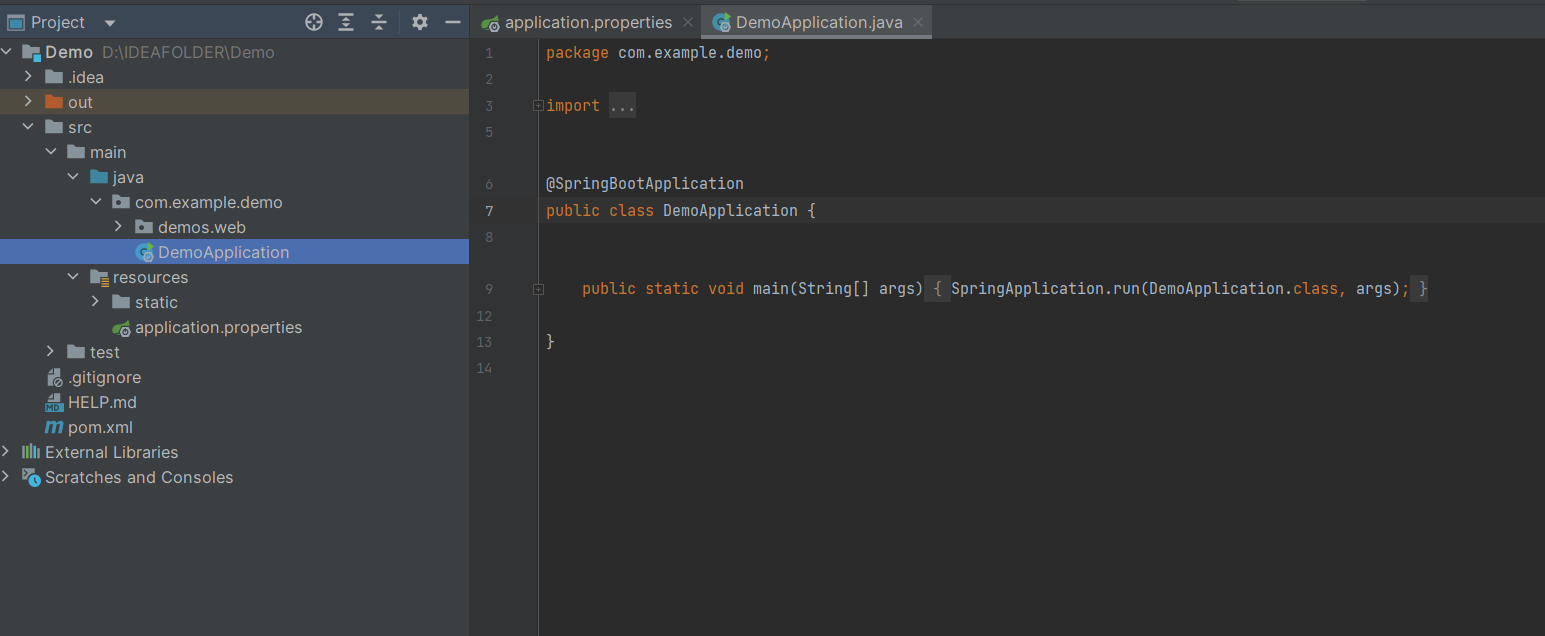 Project
Demo D:\IDEAFOLDER\Demo
.idea
out
src
main
java
com.example.demo
demos.web
DemoApplication
resources
static
application.properties
test
.gitignore
MD HELP.md
m pom.xml
External Libraries
Scratches and Consoles
application.properties
DemoApplication.java
1 package com.example.demo;
2
3 import ...
5
6 @SpringBootApplication
7 public class DemoApplication {
8
9 public static void main(String[] args) { SpringApplication.run(DemoApplication.class, args); }
12
13 }
14